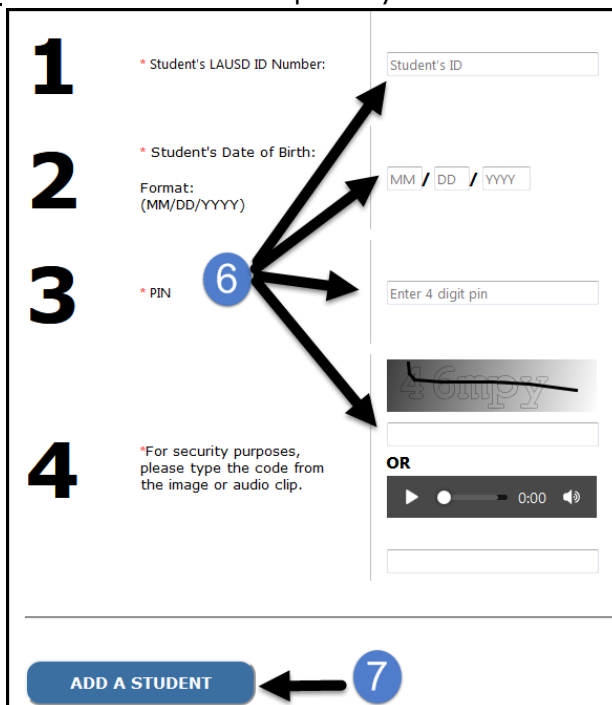 1
* Student's LAUSD ID Number:
Student's ID
2
* Student's Date of Birth:
Format:
(MM/DD/YYYY)
MM / DD / YYYY
3
* PIN
6
Enter 4 digit pin
46mpy
4
*For security purposes,
please type the code from
the image or audio clip.
OR
0:00
ADD A STUDENT
7